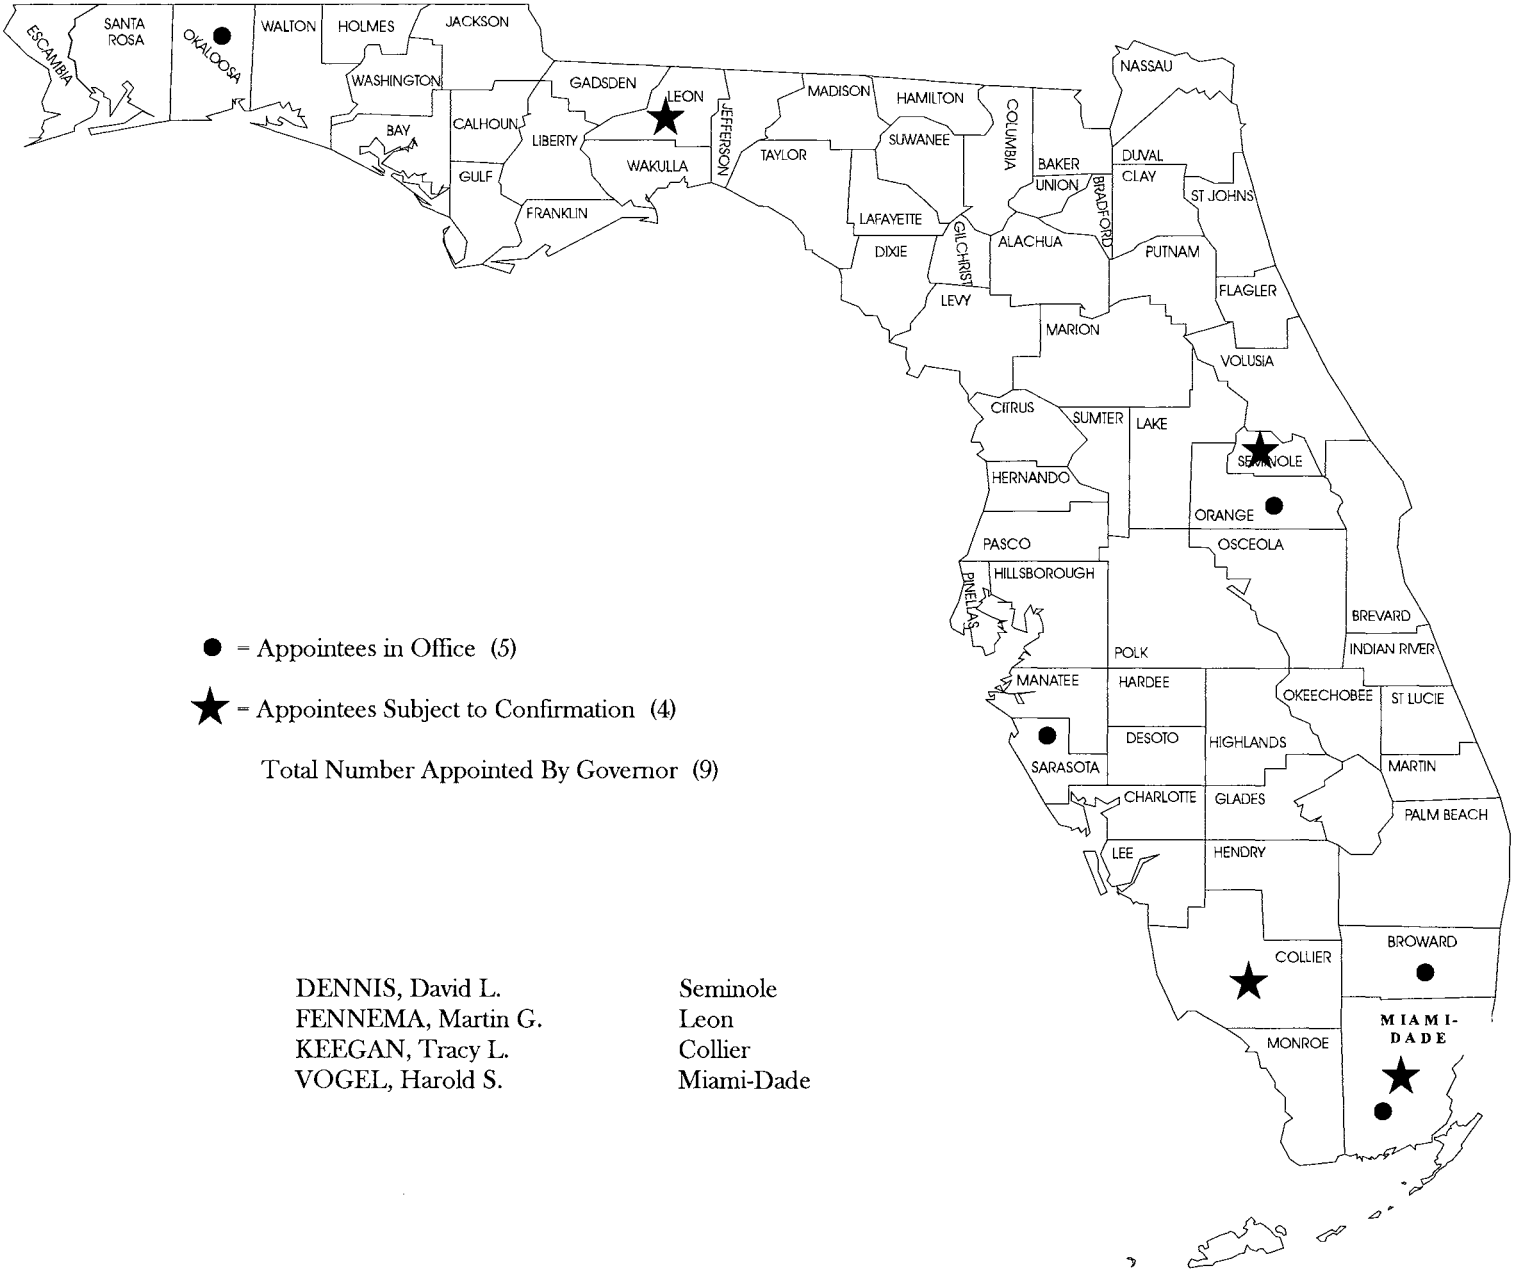 ESCAMBIA
SANTA
ROSA
OKALOOSA
WALTON
HOLMES
JACKSON
WASHINGTON
BAY
CALHOUN
GULF
GADSDEN
LIBERTY
FRANKLIN
LEON
WAKULLA
JEFFERSON
MADISON
TAYLOR
HAMILTON
SUWANEE
LAFAYETTE
DIXIE
COLUMBIA
GILCHRIST
BAKER
UNION
BRADFORD
ALACHUA
LEVY
NASSAU
DUVAL
CLAY
ST JOHNS
PUTNAM
FLAGLER
MARION
VOLUSIA
CITRUS
SUMTER
LAKE
SEMINOLE
HERNANDO
ORANGE
PASCO
OSCEOLA
PINELLAS
HILLSBOROUGH
POLK
BREVARD
INDIAN RIVER
MANATEE
HARDEE
OKEECHOBEE
ST LUCIE
DESOTO
HIGHLANDS
SARASOTA
MARTIN
CHARLOTTE
GLADES
PALM BEACH
LEE
HENDRY
COLLIER
BROWARD
MIAMI-
DADE
MONROE
= Appointees in Office (5)
= Appointees Subject to Confirmation (4)
Total Number Appointed By Governor (9)
DENNIS, David L. Seminole
FENNEMA, Martin G. Leon
KEEGAN, Tracy L. Collier
VOGEL, Harold S. Miami-Dade